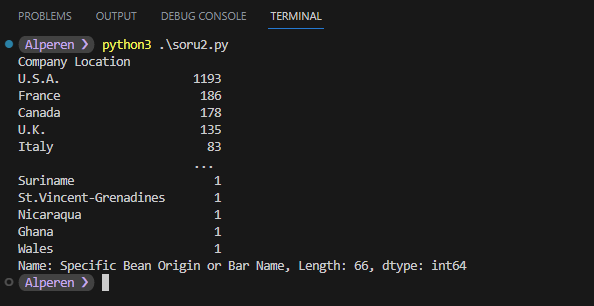 PROBLEMS OUTPUT DEBUG CONSOLE TERMINAL
Alperen ❯ python3 .\soru2.py
Company Location
U.S.A. 1193
France 186
Canada 178
U.K. 135
Italy 83
...
Suriname 1
St.Vincent-Grenadines 1
Nicaraqua 1
Ghana 1
Wales 1
Name: Specific Bean Origin or Bar Name, Length: 66, dtype: int64
Alperen ❯